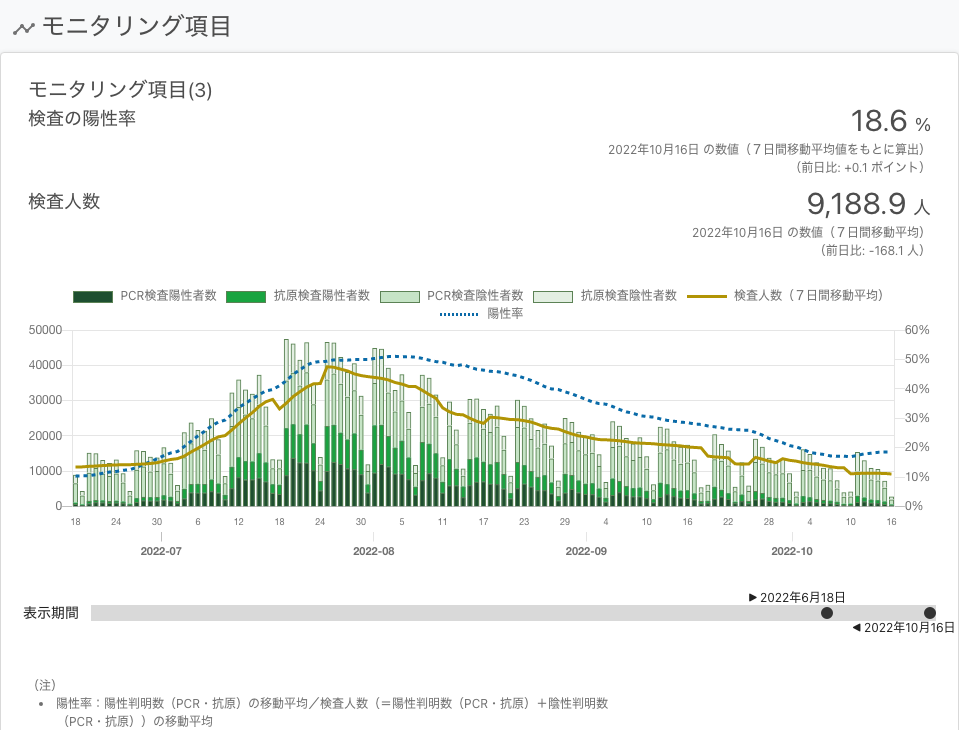 モニタリング項目
モニタリング項目(3)
検査の陽性率
18.6 %
2022年10月16日 の数値（７日間移動平均値をもとに算出）
（前日比: +0.1 ポイント）
検査人数
9,188.9 人
2022年10月16日 の数値（７日間移動平均）
（前日比: -168.1 人）
PCR検査陽性者数 抗原検査陽性者数 PCR検査陰性者数 抗原検査陰性者数 検査人数（７日間移動平均）
陽性率
50000 60%
40000 50%
30000 40%
20000 30%
10000 20%
0 10%
0%
18 24 30 6 12 18 24 30 5 11 17 23 29 4 10 16 22 28 4 10 16
2022-07 2022-08 2022-09 2022-10
►2022年6月18日
表示期間
◄2022年10月16日
（注）
• 陽性率：陽性判明数（PCR・抗原）の移動平均／検査人数（＝陽性判明数（PCR・抗原）＋陰性判明数
（PCR・抗原））の移動平均